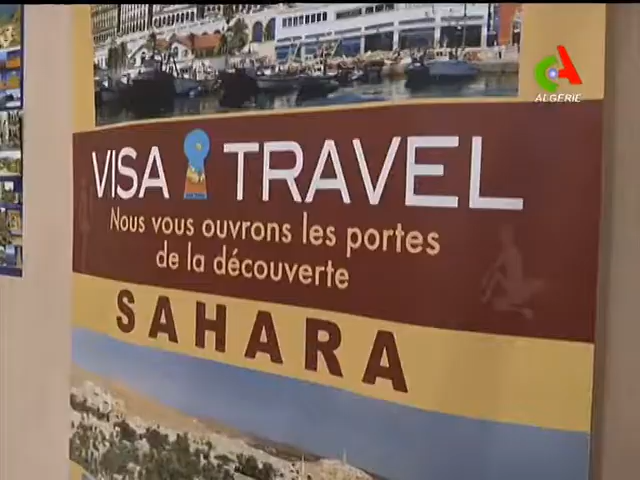 ALGERIE
VISA TRAVEL
Nous vous ouvrons les portes
de la découverte
SAHARA